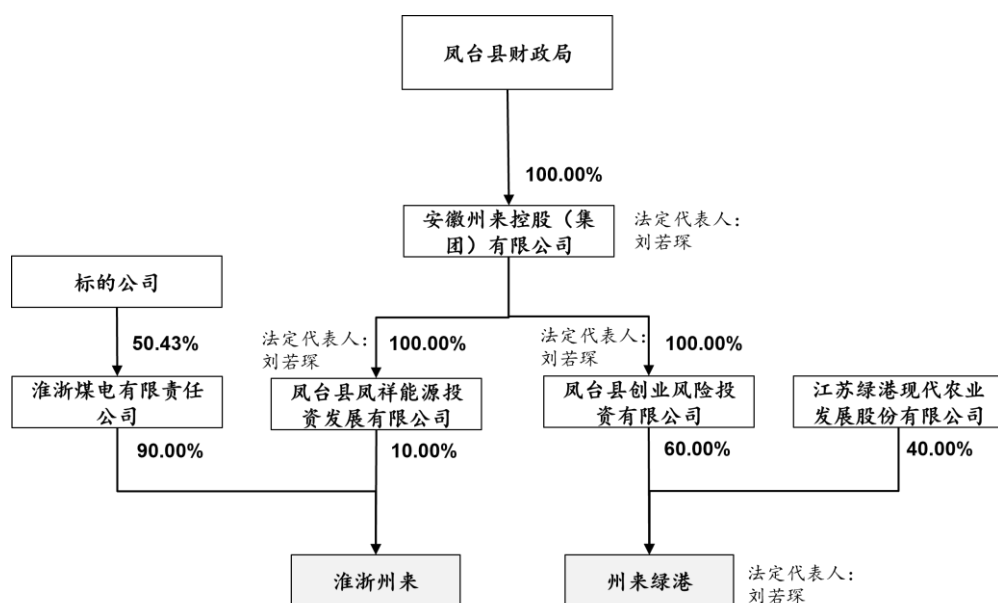 凤台县财政局
100.00%
安徽州来控股（集
团）有限公司
法定代表人：
刘若琛
标的公司
50.43%
法定代表人：
刘若琛
100.00%
法定代表人：
刘若琛
100.00%
淮浙煤电有限责任
公司
凤台县凤祥能源投
资发展有限公司
凤台县创业风险投
资有限公司
江苏绿港现代农业
发展股份有限公司
90.00%
10.00%
60.00%
40.00%
淮浙州来
州来绿港
法定代表人：
刘若琛